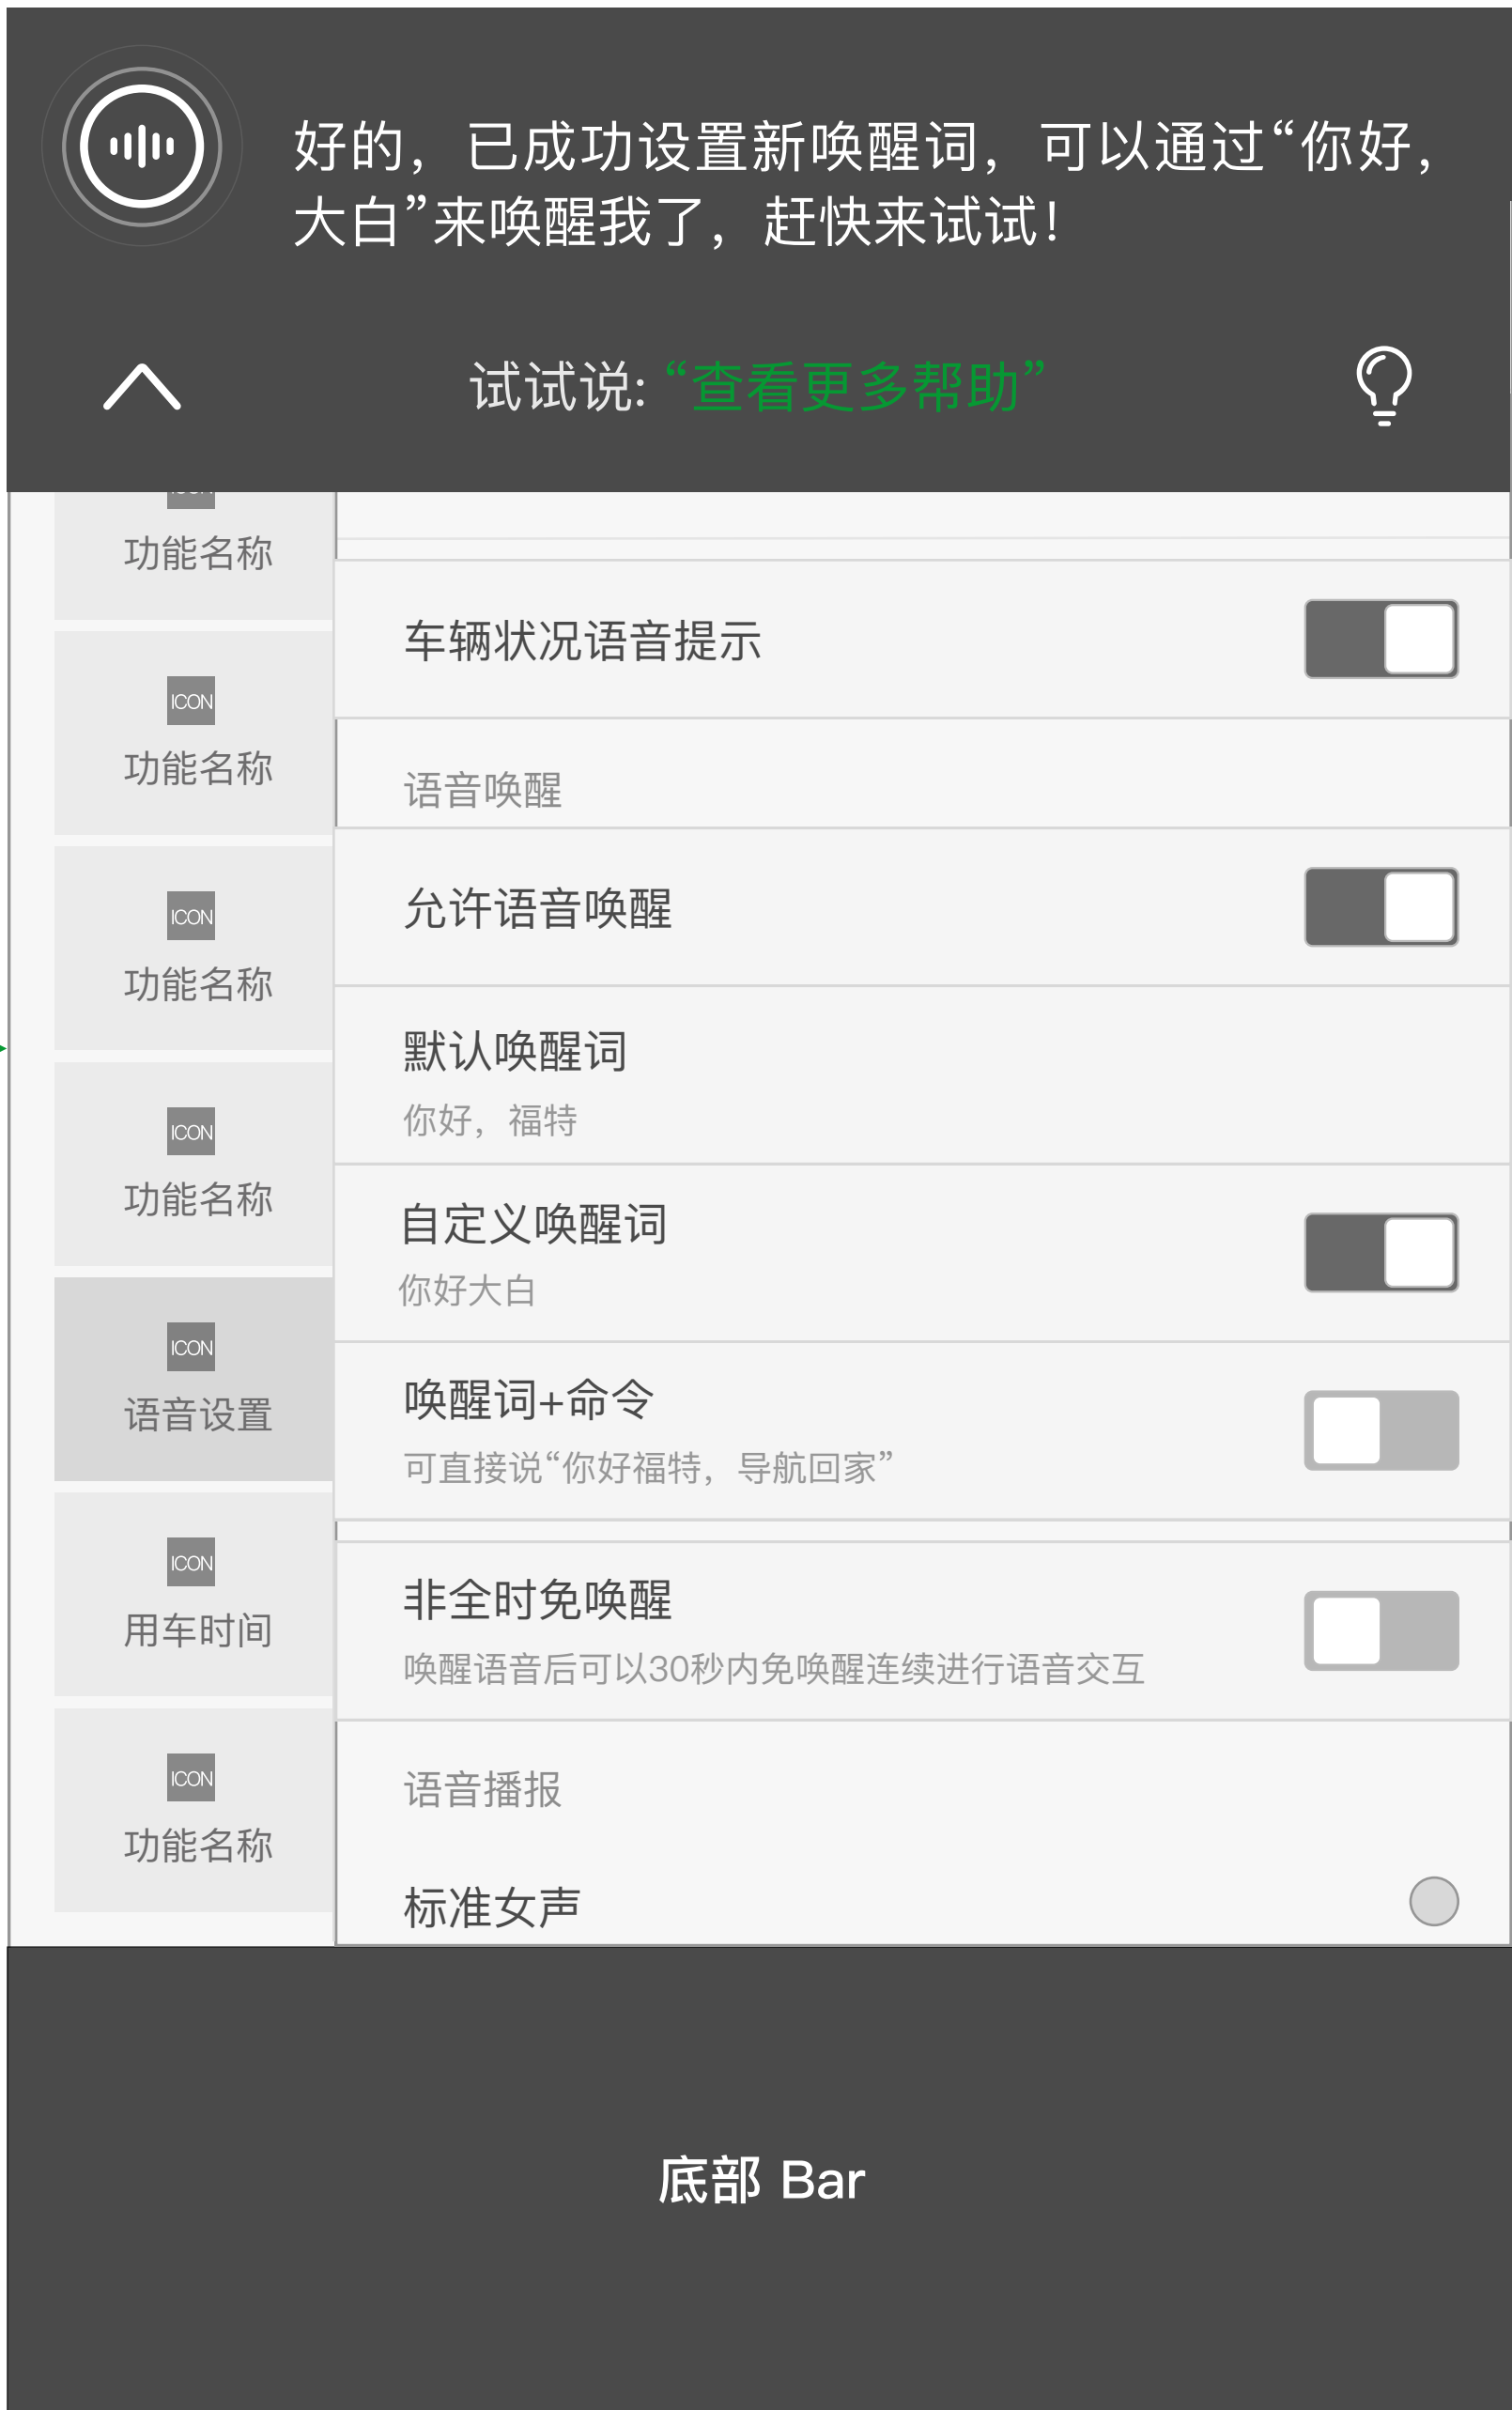 好的，已成功设置新唤醒词，可以通过“你好，
大白”来唤醒我了，赶快来试试！
试试说：“查看更多帮助”
功能名称
ICON
功能名称
ICON
功能名称
ICON
功能名称
ICON
语音设置
ICON
用车时间
ICON
功能名称
车辆状况语音提示
语音唤醒
允许语音唤醒
默认唤醒词
你好，福特
自定义唤醒词
你好大白
唤醒词+命令
可直接说“你好福特，导航回家”
非全时免唤醒
唤醒语音后可以30秒内免唤醒连续进行语音交互
语音播报
标准女声
底部 Bar